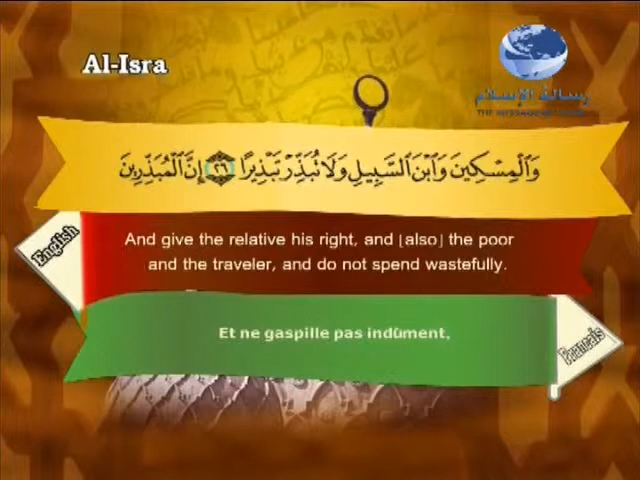 Al-Isra
رسالة الإسلام
THE MESSAGE OF ISLAM
وَالْمِسْكِينَ وَابْنَ السَّبِيلِ وَلَا تُبَذِّرْ تَبْذِيرًا ٢٦ إِنَّ الْمُبَذِّرِينَ
English
And give the relative his right, and [also] the poor
and the traveler, and do not spend wastefully.
Et ne gaspille pas indûment,
Francais